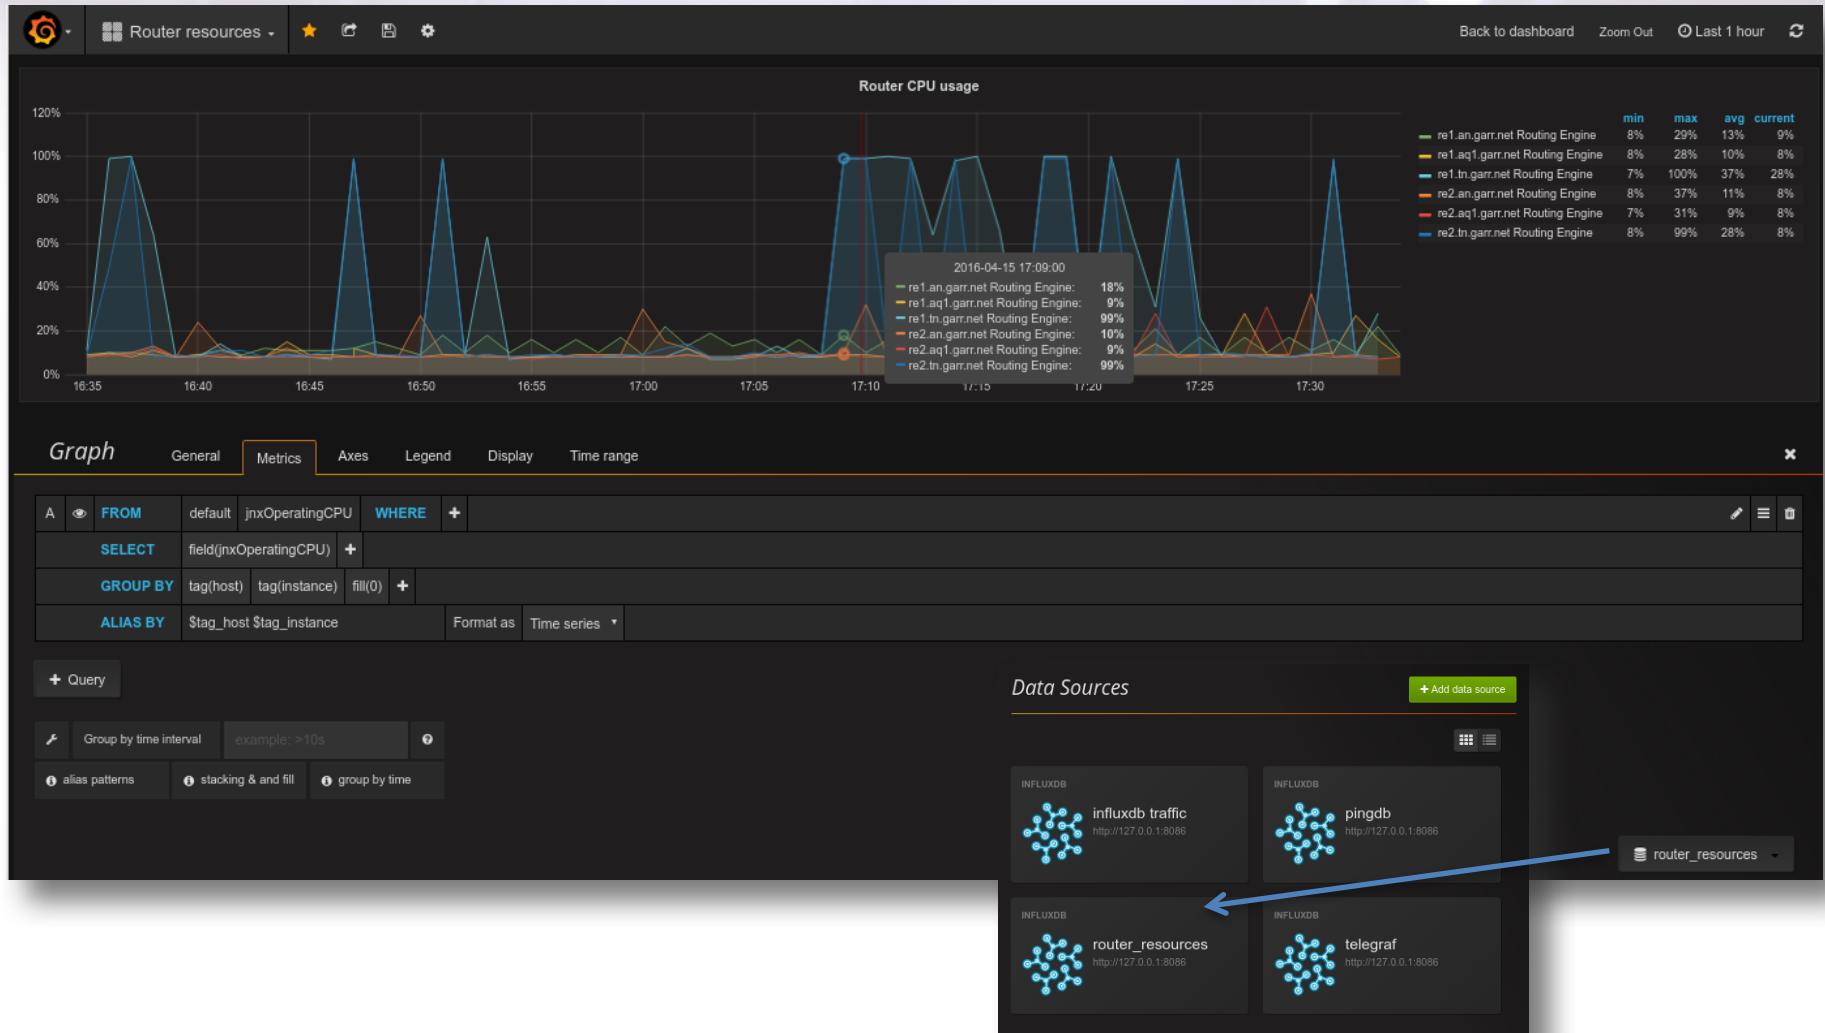 Router resources
Back to dashboard Zoom Out Last 1 hour
Router CPU usage
120%
100%
80%
60%
40%
20%
0%
16:35 16:40 16:45 16:50 16:55 17:00 17:05 17:10 17:15 17:20 17:25 17:30
min max avg current
re1.an.garr.net Routing Engine 8% 29% 13% 9%
re1.aq1.garr.net Routing Engine 8% 28% 10% 8%
re1.tn.garr.net Routing Engine 7% 100% 37% 28%
re2.an.garr.net Routing Engine 8% 37% 11% 8%
re2.aq1.garr.net Routing Engine 7% 31% 9% 8%
re2.tn.garr.net Routing Engine 8% 99% 28% 8%
2016-04-15 17:09:00
re1.an.garr.net Routing Engine: 18%
re1.aq1.garr.net Routing Engine: 9%
re1.tn.garr.net Routing Engine: 99%
re2.an.garr.net Routing Engine: 10%
re2.aq1.garr.net Routing Engine: 9%
re2.tn.garr.net Routing Engine: 99%
Graph General Metrics Axes Legend Display Time range
A FROM default jnxOperatingCPU WHERE +
SELECT field(jnxOperatingCPU) +
GROUP BY tag(host) tag(instance) fill(0) +
ALIAS BY $tag_host $tag_instance Format as Time series
+ Query
Group by time interval example: >10s
alias patterns stacking & and fill group by time
Data Sources
+ Add data source
INFLUXDB
influxdb traffic
http://127.0.0.1:8086
INFLUXDB
pingdb
http://127.0.0.1:8086
router_resources
INFLUXDB
router_resources
http://127.0.0.1:8086
INFLUXDB
telegraf
http://127.0.0.1:8086